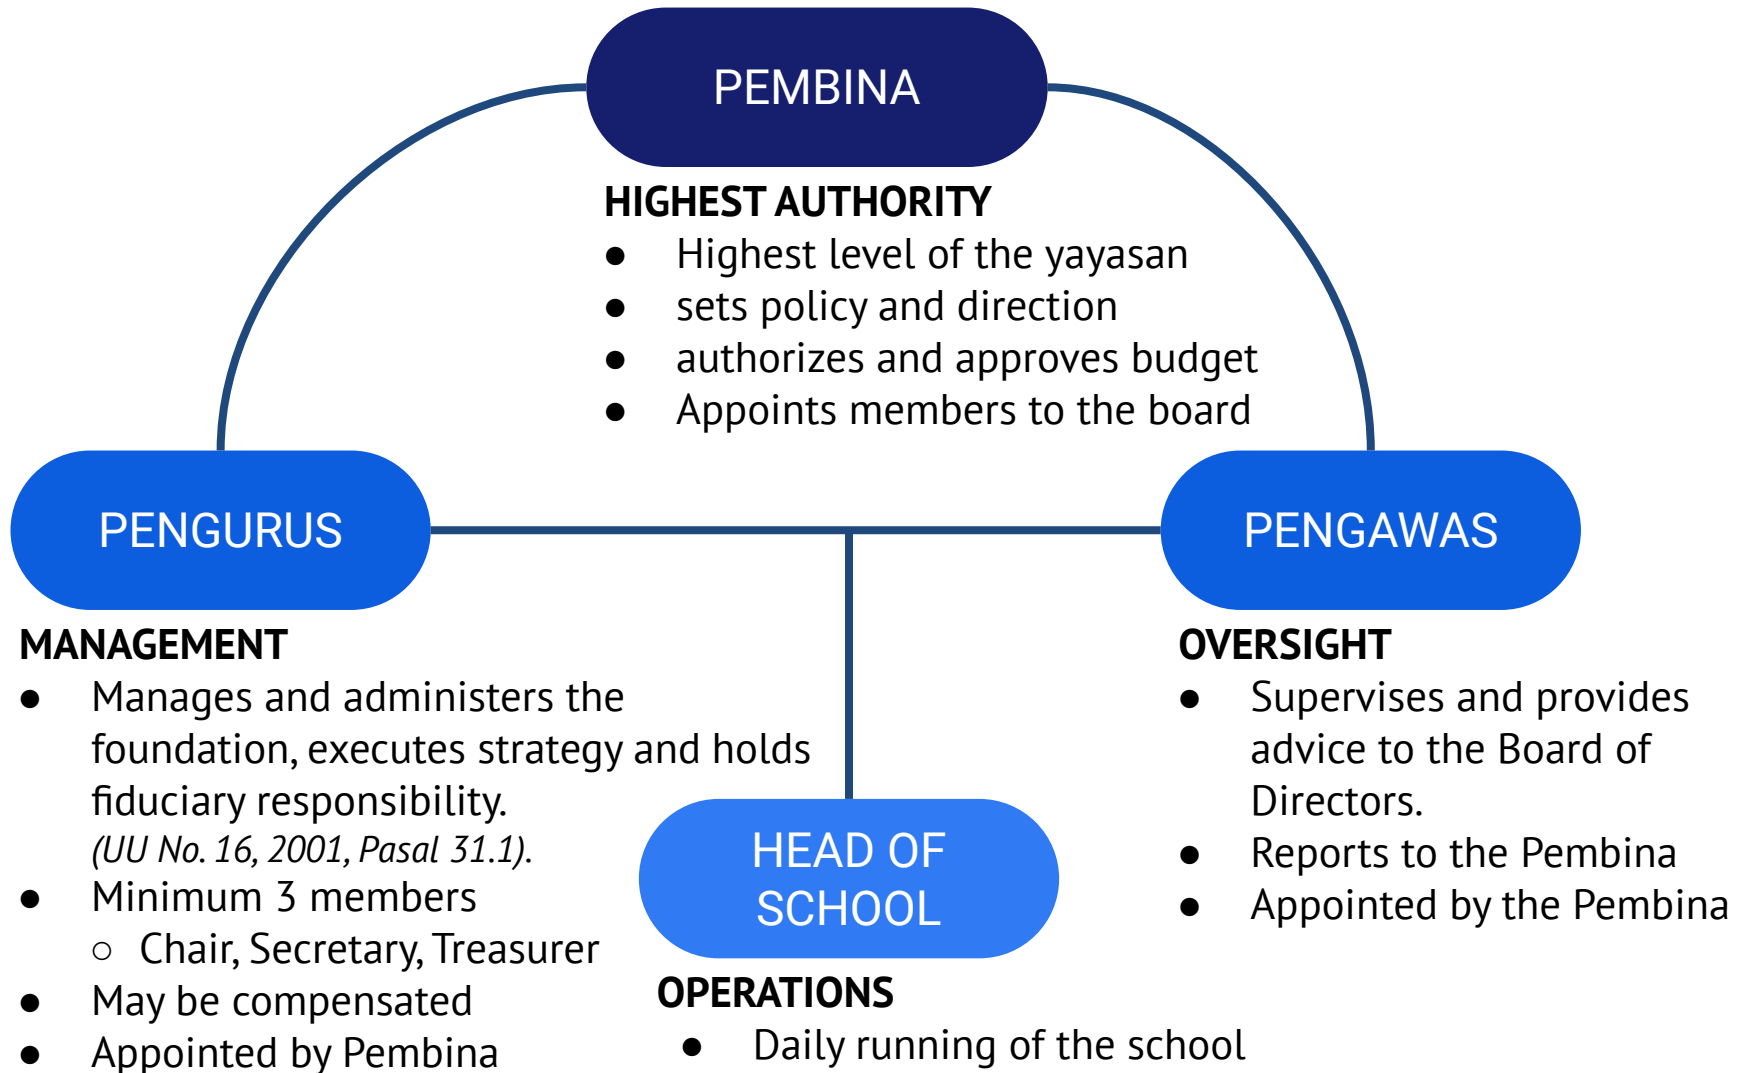 PEMBINA
HIGHEST AUTHORITY
● Highest level of the yayasan
● sets policy and direction
● authorizes and approves budget
● Appoints members to the board
PENGURUS
MANAGEMENT
● Manages and administers the
foundation, executes strategy and holds
fiduciary responsibility.
(UU No. 16, 2001, Pasal 31.1).
● Minimum 3 members
○ Chair, Secretary, Treasurer
● May be compensated
● Appointed by Pembina
HEAD OF
SCHOOL
OPERATIONS
● Daily running of the school
PENGAWAS
OVERSIGHT
● Supervises and provides
advice to the Board of
Directors.
● Reports to the Pembina
● Appointed by the Pembina